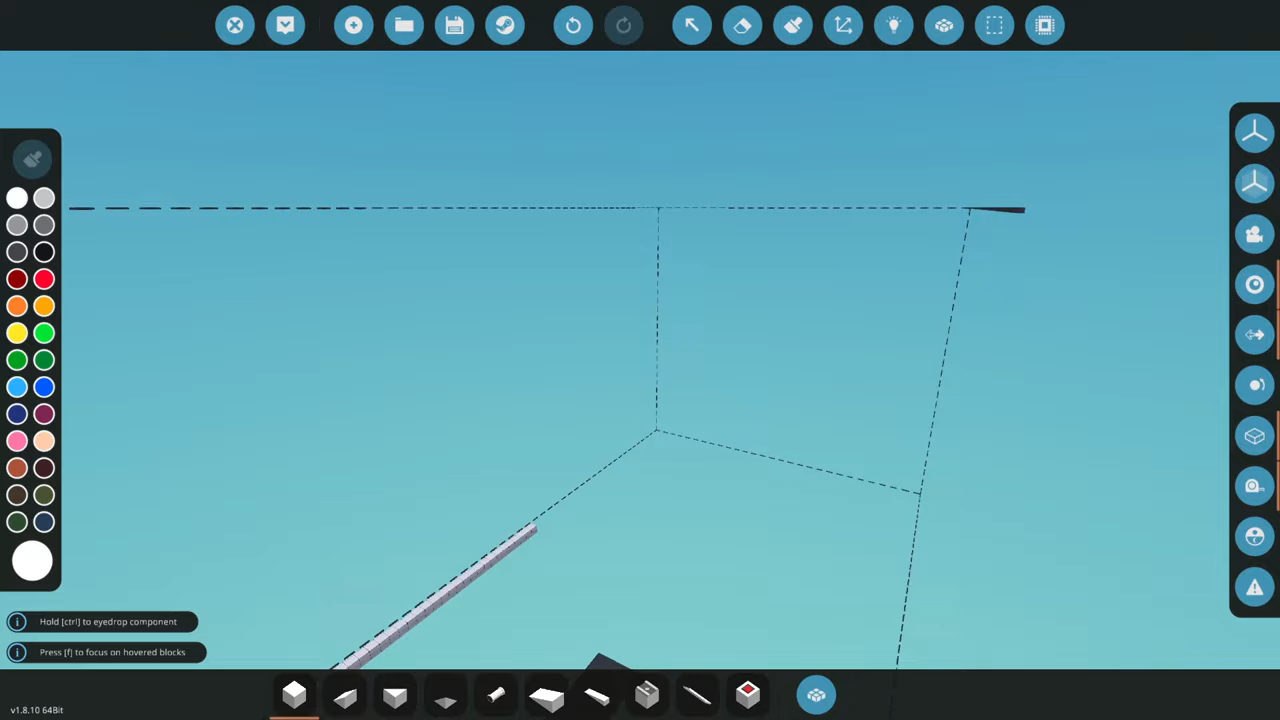 Hold [ctrl] to eyedrop component
Press [f] to focus on hovered blocks
v1.8.10 64Bit